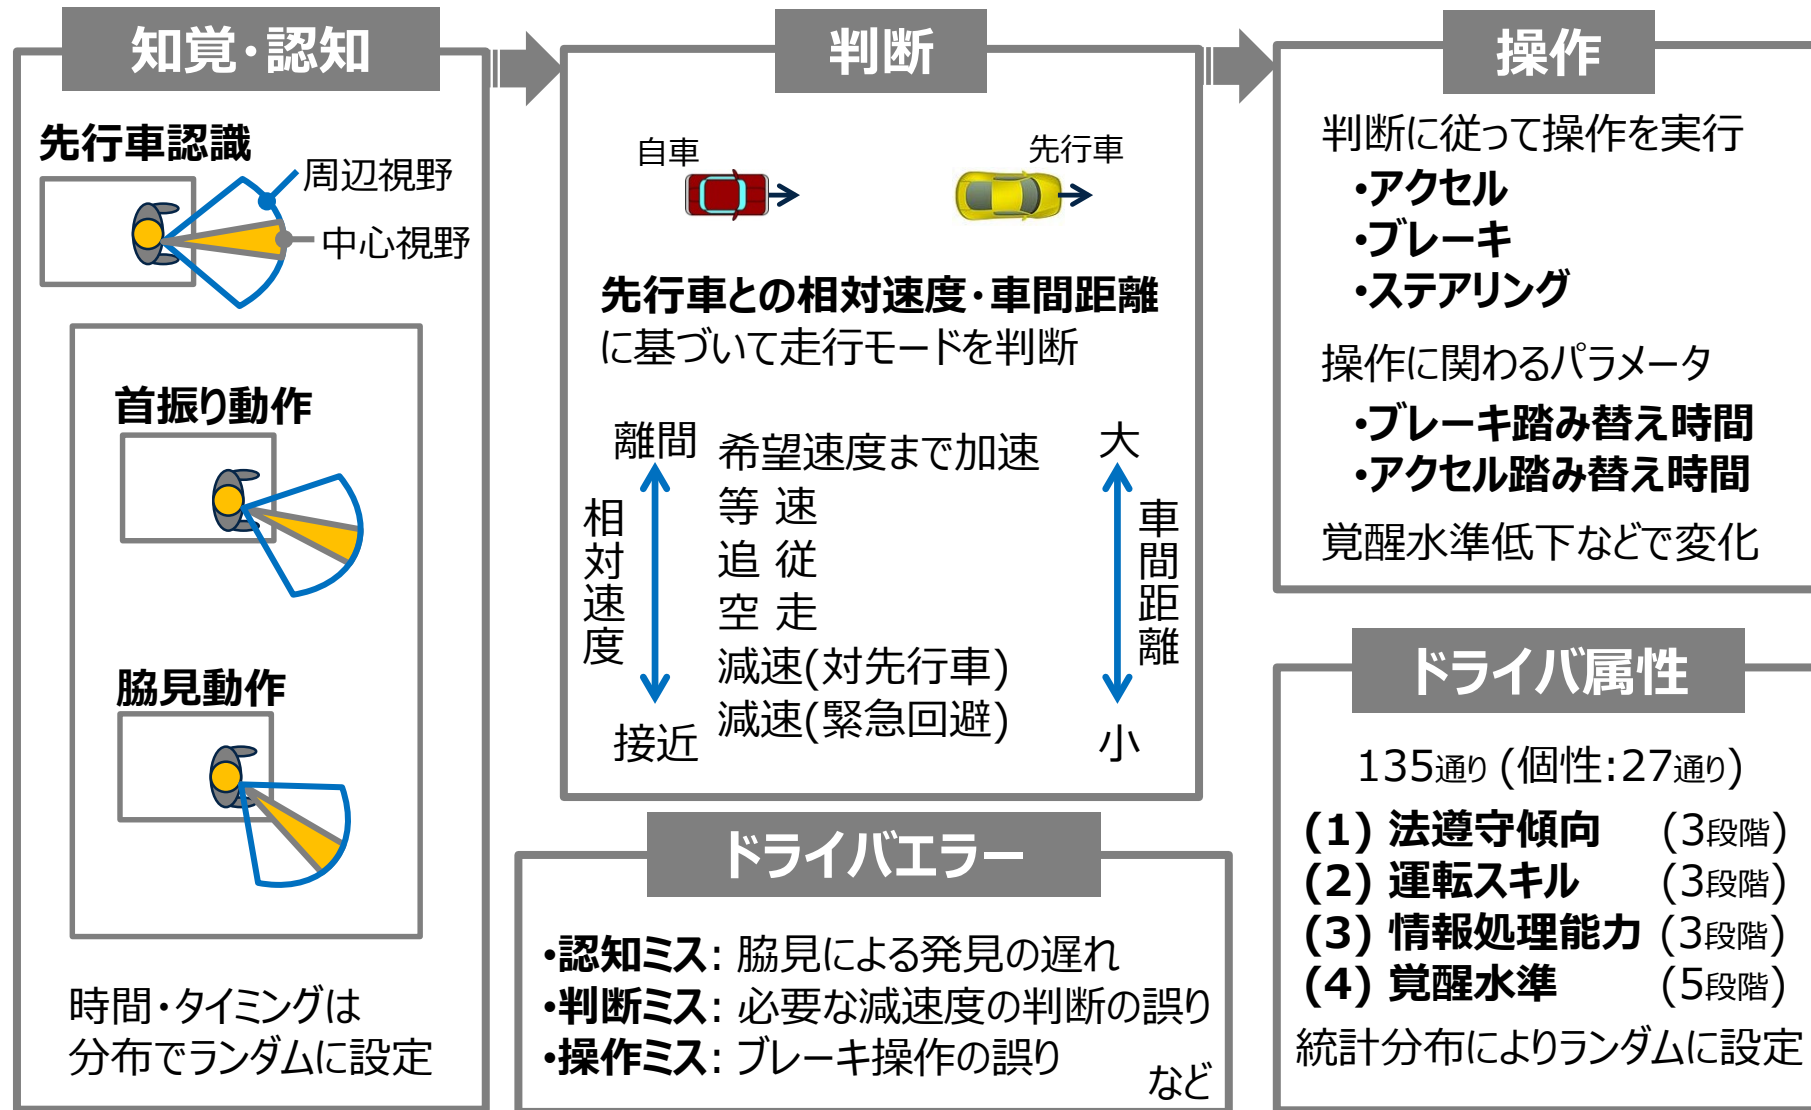 知覚・認知
先行車認識
周辺視野
中心視野
首振り動作
脇見動作
時間・タイミングは
分布でランダムに設定
判断
自車
先行車
先行車との相対速度・車間距離
に基づいて走行モードを判断
離間
相対速度
接近
希望速度まで加速
等 速
追 従
空 走
減速(対先行車)
減速(緊急回避)
大
車間距離
小
操作
判断に従って操作を実行
・アクセル
・ブレーキ
・ステアリング
操作に関わるパラメータ
・ブレーキ踏み替え時間
・アクセル踏み替え時間
覚醒水準低下などで変化
ドライバエラー
・認知ミス: 脇見による発見の遅れ
・判断ミス: 必要な減速度の判断の誤り
・操作ミス: ブレーキ操作の誤り
など
ドライバ属性
135通り (個性:27通り)
(1) 法遵守傾向 (3段階)
(2) 運転スキル (3段階)
(3) 情報処理能力 (3段階)
(4) 覚醒水準 (5段階)
統計分布によりランダムに設定